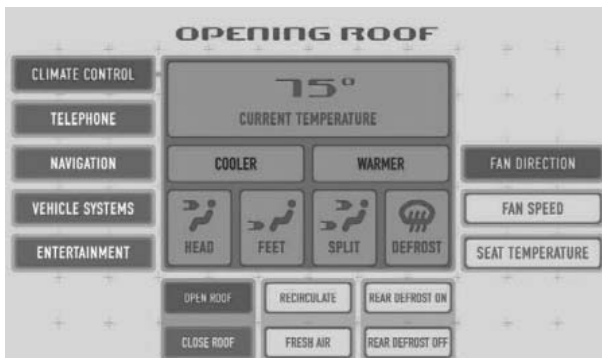 OPENING ROOF
CLIMATE CONTROL
TELEPHONE
NAVIGATION
VEHICLE SYSTEMS
ENTERTAINMENT
75°
CURRENT TEMPERATURE
COOLER
WARMER
HEAD
FEET
SPLIT
DEFROST
FAN DIRECTION
FAN SPEED
SEAT TEMPERATURE
OPEN ROOF
RECIRCULATE
REAR DEFROST ON
CLOSE ROOF
FRESH AIR
REAR DEFROST OFF